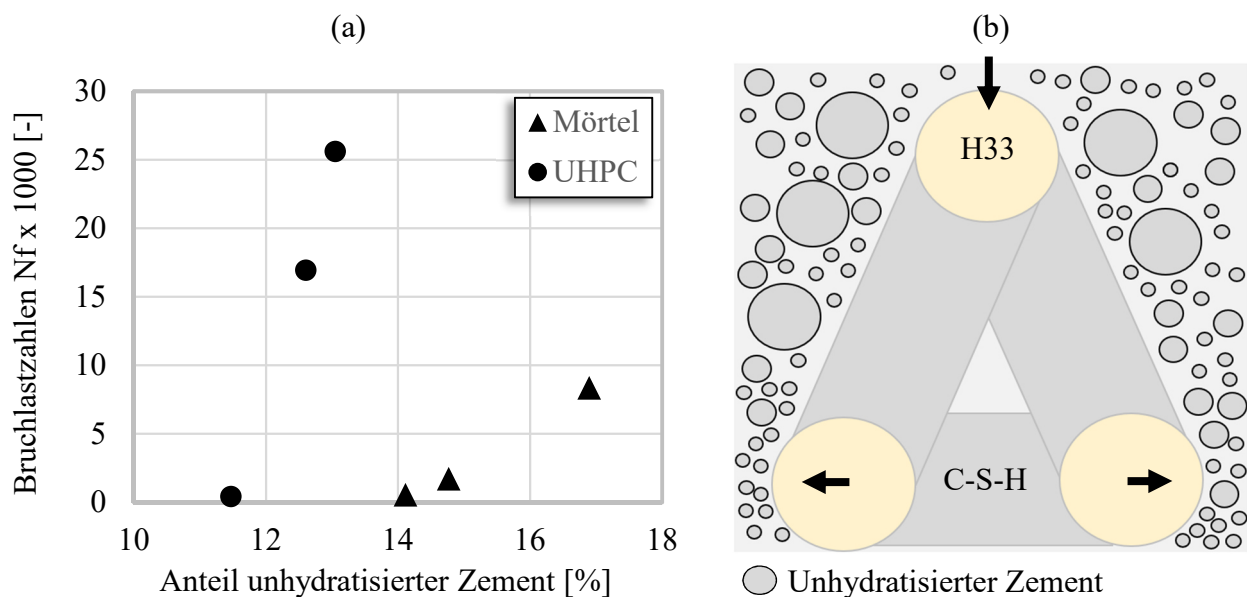 (a)
Bruchlastzahlen Nf x 1000 [-]
30
25
20
15
10
5
0
10
12
14
16
18
Anteil unhydratisierter Zement [%]
Mörtel
UHPC
(b)
H33
C-S-H
Unhydratisierter Zement